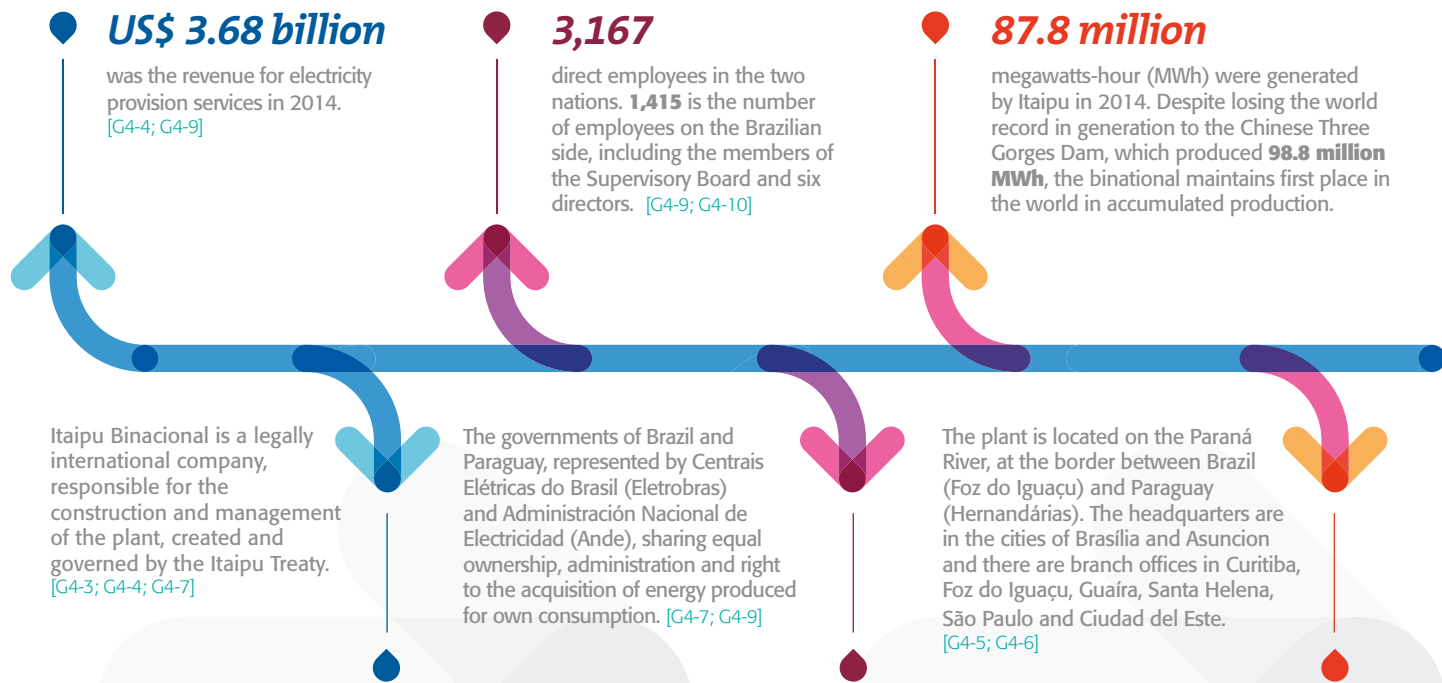 US$ 3.68 billion
was the revenue for electricity
provision services in 2014.
[G4-4; G4-9]
3,167
direct employees in the two
nations. 1,415 is the number
of employees on the Brazilian
side, including the members of
the Supervisory Board and six
directors. [G4-9; G4-10]
87.8 million
megawatts-hour (MWh) were generated
by Itaipu in 2014. Despite losing the world
record in generation to the Chinese Three
Gorges Dam, which produced 98.8 million
MWh, the binational maintains first place in
the world in accumulated production.
Itaipu Binacional is a legally
international company,
responsible for the
construction and management
of the plant, created and
governed by the Itaipu Treaty.
[G4-3; G4-4; G4-7]
The governments of Brazil and
Paraguay, represented by Centrais
Elétricas do Brasil (Eletrobras)
and Administración Nacional de
Electricidad (Ande), sharing equal
ownership, administration and right
to the acquisition of energy produced
for own consumption. [G4-7; G4-9]
The plant is located on the Paraná
River, at the border between Brazil
(Foz do Iguaçu) and Paraguay
(Hernandárias). The headquarters are
in the cities of Brasília and Asuncion
and there are branch offices in Curitiba,
Foz do Iguaçu, Guaíra, Santa Helena,
São Paulo and Ciudad del Este.
[G4-5; G4-6]